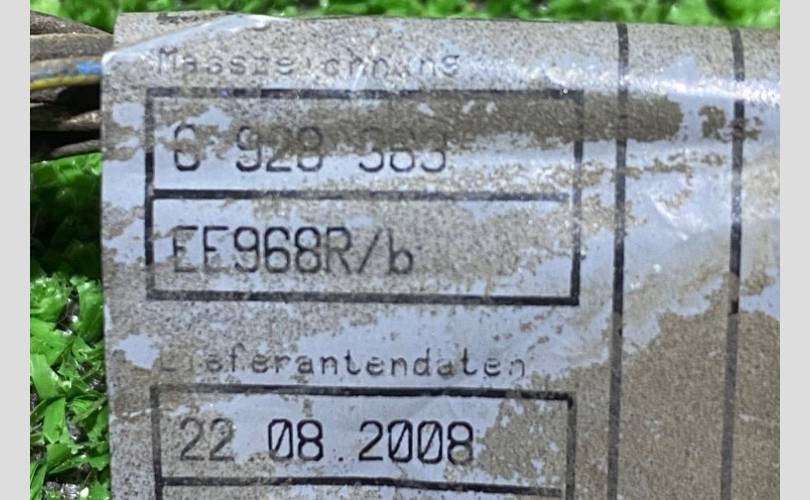 Masszeichnung
6 928 383
EE968R/b
Lieferantendaten
22 08.2008